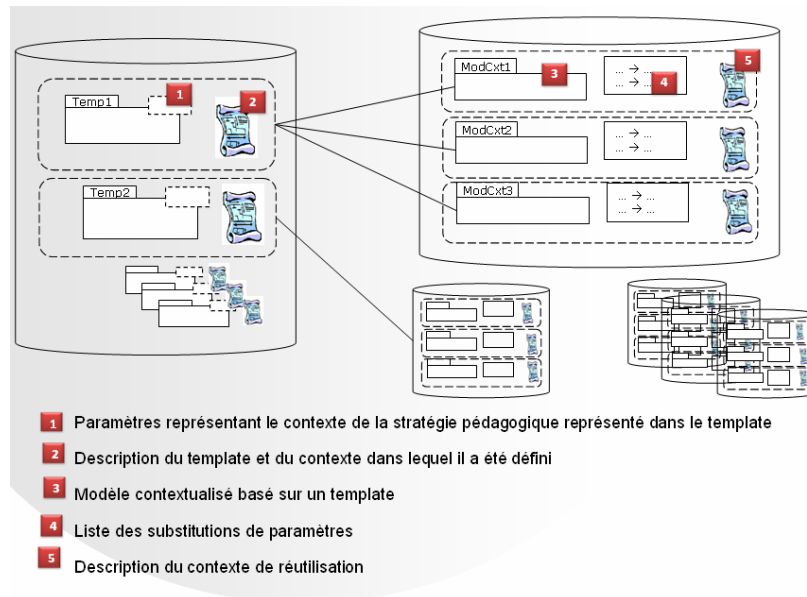 Temp1
1
2
Temp2
ModCxt1
3
... → ...
... → ...
4
5
ModCxt2
... → ...
... → ...
ModCxt3
... → ...
... → ...
1 Paramètres représentant le contexte de la stratégie pédagogique représenté dans le template
2 Description du template et du contexte dans lequel il a été défini
3 Modèle contextualisé basé sur un template
4 Liste des substitutions de paramètres
5 Description du contexte de réutilisation